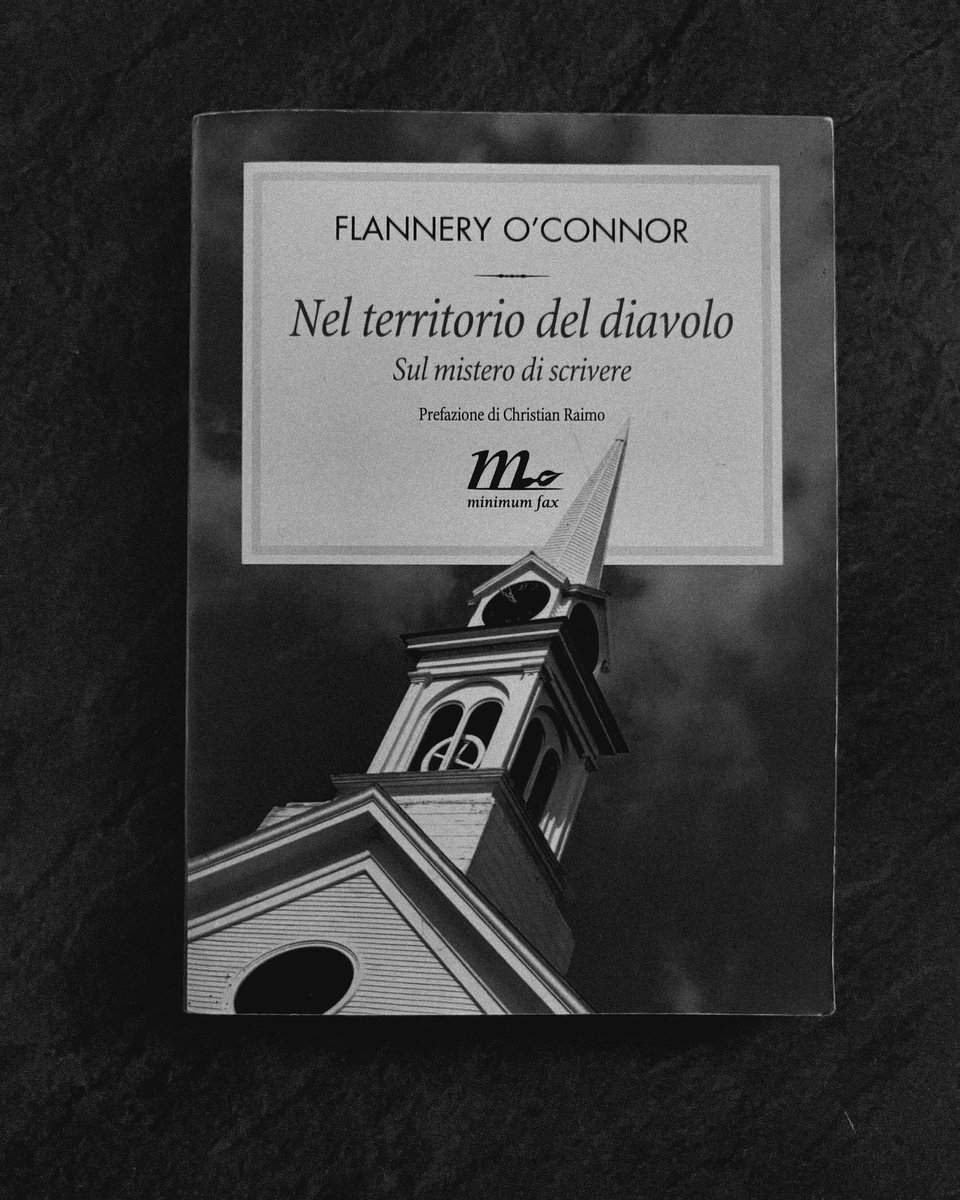 FLANNERY O'CONNOR
Nel territorio del diavolo
Sul mistero di scrivere
Prefazione di Christian Raimo
m
minimum fax